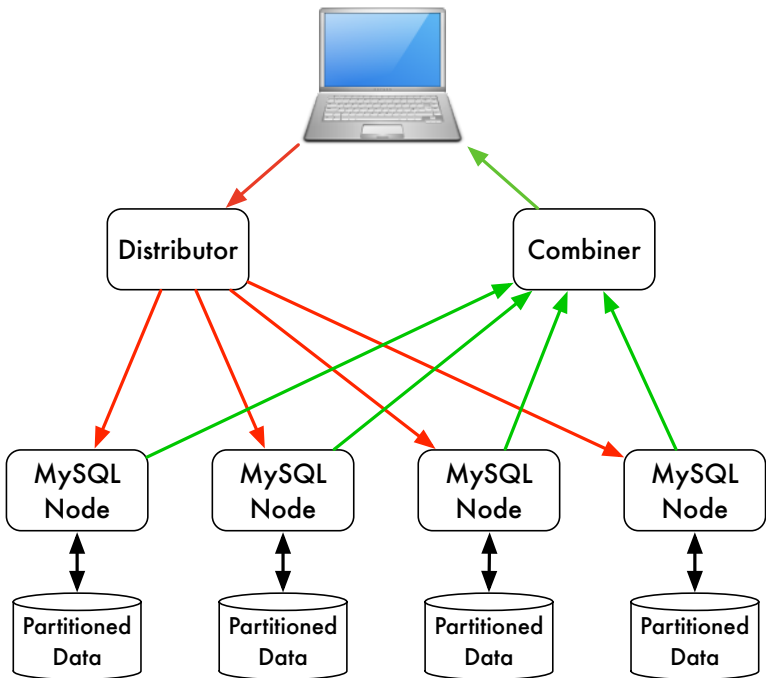 Distributor
Combiner
MySQL
Node
MySQL
Node
MySQL
Node
MySQL
Node
Partitioned
Data
Partitioned
Data
Partitioned
Data
Partitioned
Data